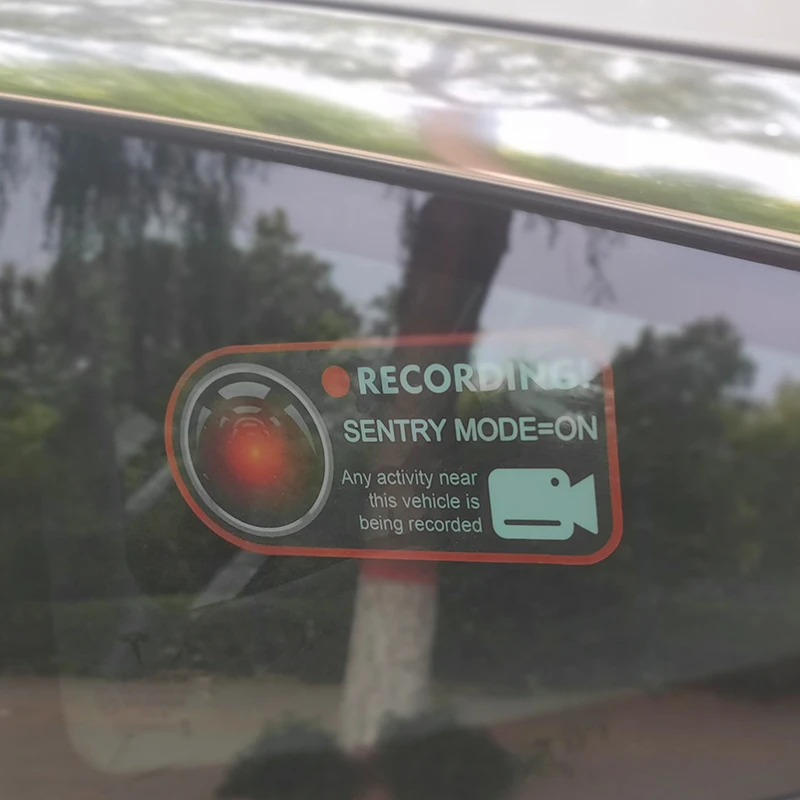 RECORDING!
SENTRY MODE=ON
Any activity near
this vehicle is
being recorded